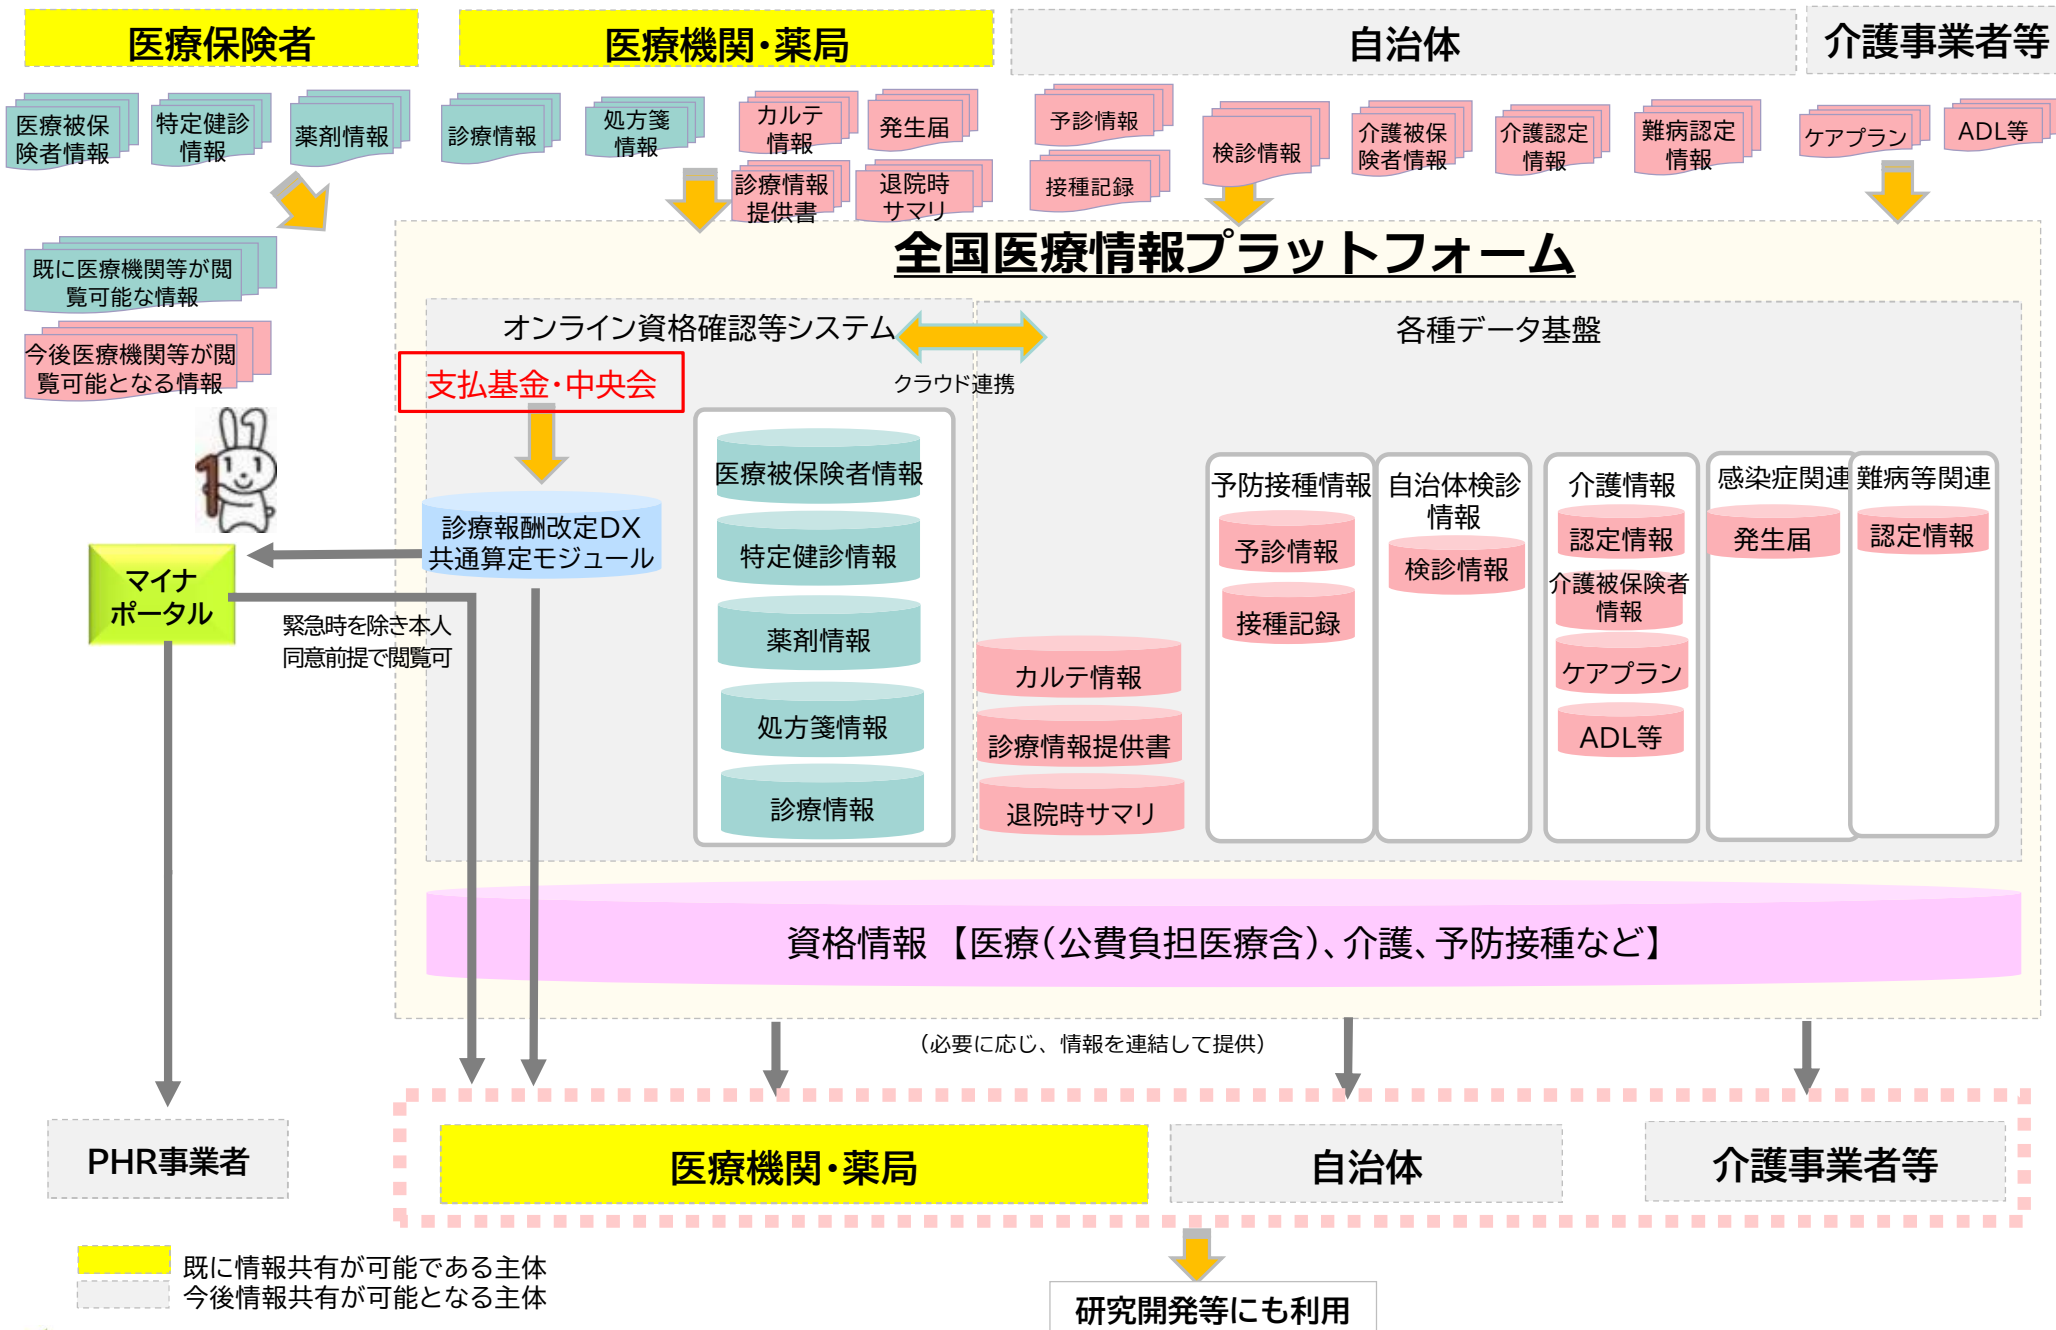 医療保険者
医療機関・薬局
自治体
介護事業者等
医療被保
険者情報
特定健診
情報
薬剤情報
診療情報
処方箋
情報
カルテ
情報
発生届
診療情報
提供書
退院時
サマリ
予診情報
接種記録
検診情報
介護被保
険者情報
介護認定
情報
難病認定
情報
ケアプラン
ADL等
既に医療機関等が閲
覧可能な情報
今後医療機関等が閲
覧可能となる情報
全国医療情報プラットフォーム
オンライン資格確認等システム
各種データ基盤
クラウド連携
支払基金・中央会
診療報酬改定DX
共通算定モジュール
医療被保険者情報
特定健診情報
薬剤情報
処方箋情報
診療情報
カルテ情報
診療情報提供書
退院時サマリ
予防接種情報
予診情報
接種記録
自治体検診
情報
検診情報
介護情報
認定情報
介護被保険者
情報
ケアプラン
ADL等
感染症関連
発生届
難病等関連
認定情報
1
マイナ
ポータル
緊急時を除き本人
同意前提で閲覧可
資格情報 【医療(公費負担医療含)、介護、予防接種など】
(必要に応じ、情報を連結して提供)
PHR事業者
医療機関・薬局
自治体
介護事業者等
既に情報共有が可能である主体
今後情報共有が可能となる主体
研究開発等にも利用